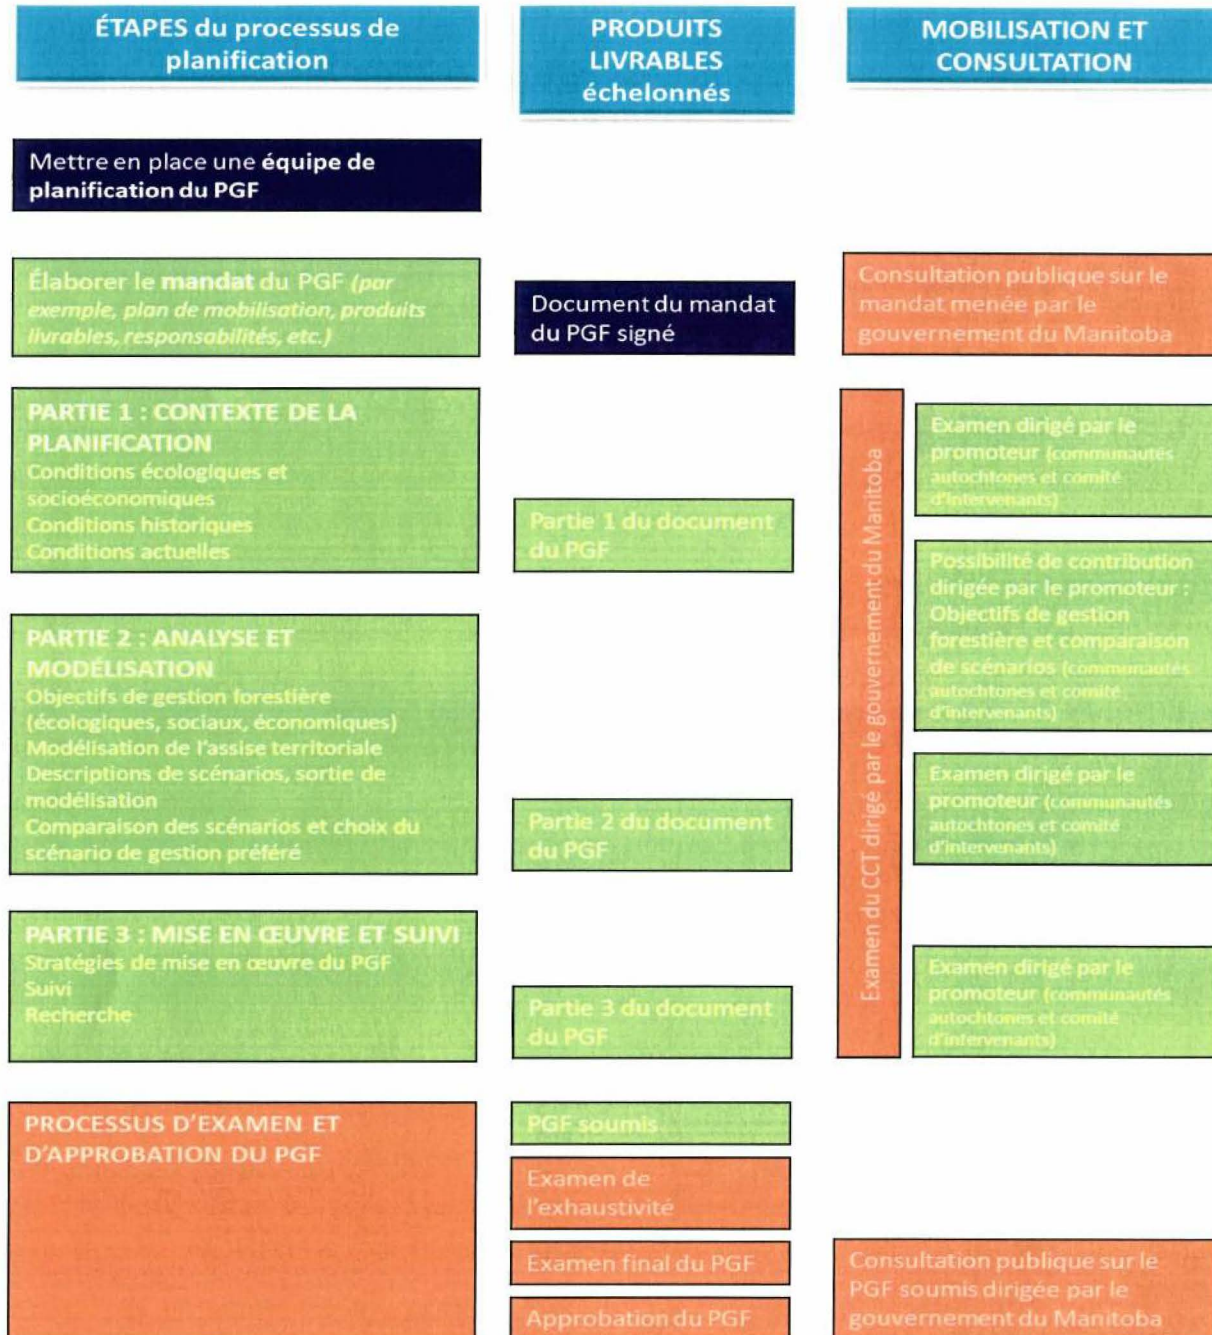 ÉTAPES du processus de
planification
PRODUITS
LIVRABLES
échelonnés
MOBILISATION ET
CONSULTATION
Mettre en place une équipe de
planification du PGF
Élaborer le mandat du PGF (par
exemple, plan de mobilisation, produits
livrables, responsabilités, etc.)
Document du mandat
du PGF signé
Consultation publique sur le
mandat menée par le
gouvernement du Manitoba
PARTIE 1 : CONTEXTE DE LA
PLANIFICATION
Conditions écologiques et
socioéconomiques
Conditions historiques
Conditions actuelles
Partie 1 du document
du PGF
Examen du CCT dirigé par le gouvernement du Manitoba
Examen dirigé par le
promoteur (communautés
autochtones et comité
d'intervenants)
Possibilité de contribution
dirigée par le promoteur :
Objectifs de gestion
forestière et comparaison
de scénarios (communautés
autochtones et comité
d'intervenants)
PARTIE 2 : ANALYSE ET
MODÉLISATION
Objectifs de gestion forestière
(écologiques, sociaux, économiques)
Modélisation de l'assise territoriale
Descriptions de scénarios, sortie de
modélisation
Comparaison des scénarios et choix du
scénario de gestion préféré
Partie 2 du document
du PGF
Examen dirigé par le
promoteur (communautés
autochtones et comité
d'intervenants)
PARTIE 3 : MISE EN ŒUVRE ET SUIVI
Stratégies de mise en œuvre du PGF
Suivi
Recherche
Partie 3 du document
du PGF
Examen dirigé par le
promoteur (communautés
autochtones et comité
d'intervenants)
PROCESSUS D'EXAMEN ET
D'APPROBATION DU PGF
PGF soumis
Examen de
l'exhaustivité
Examen final du PGF
Approbation du PGF
Consultation publique sur le
PGF soumis dirigée par le
gouvernement du Manitoba